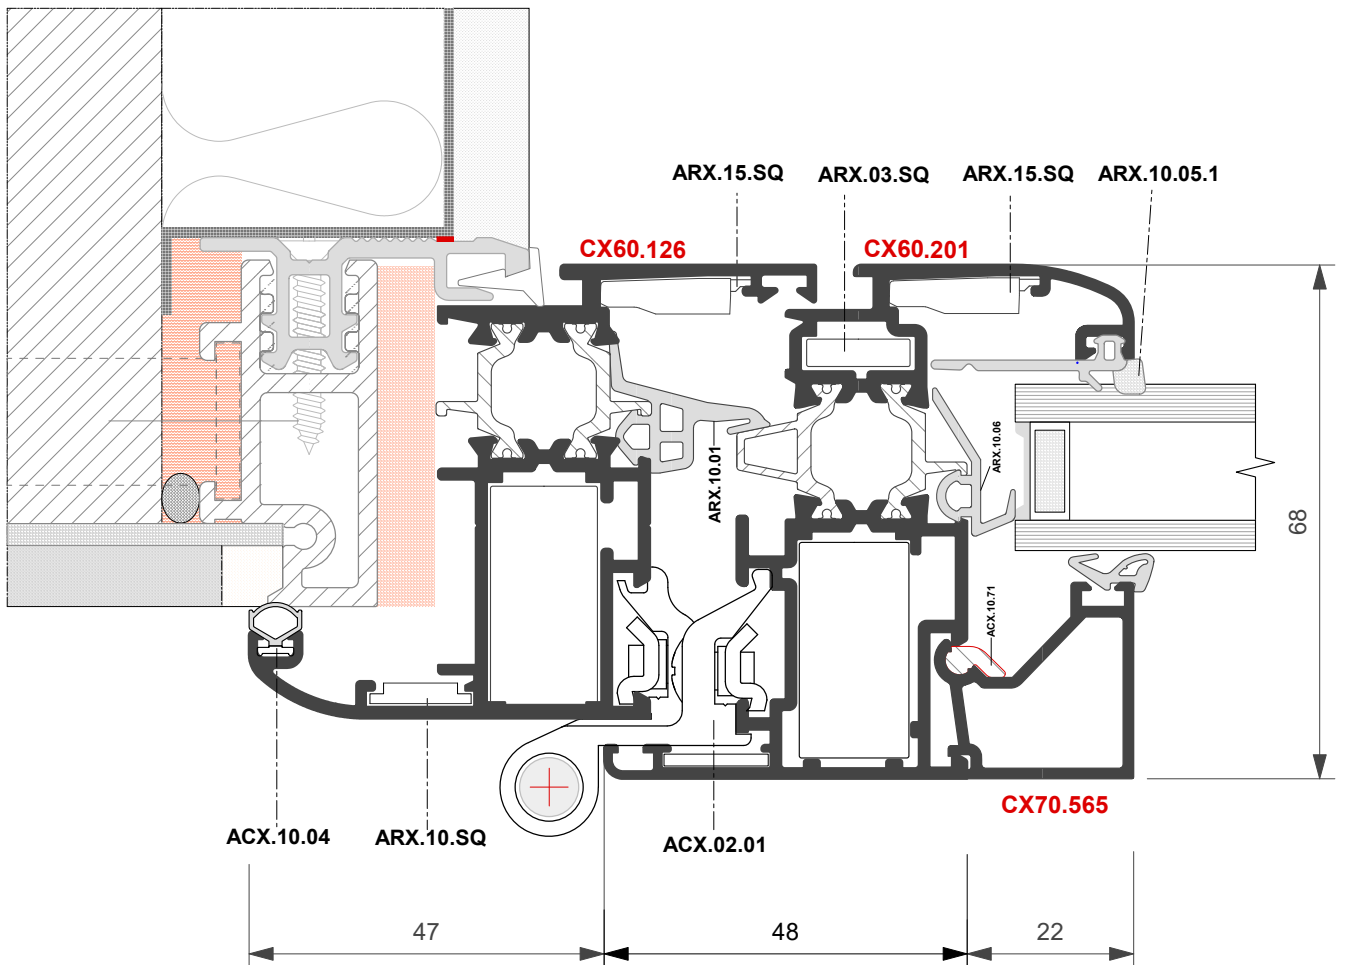 ARX.15.SQ
ARX.03.SQ
ARX.15.SQ
ARX.10.05.1
CX60.126
CX60.201
ARX.10.01
ARX.10.06
68
ACX.10.71
CX70.565
ACX.10.04
ARX.10.SQ
ACX.02.01
47
48
22